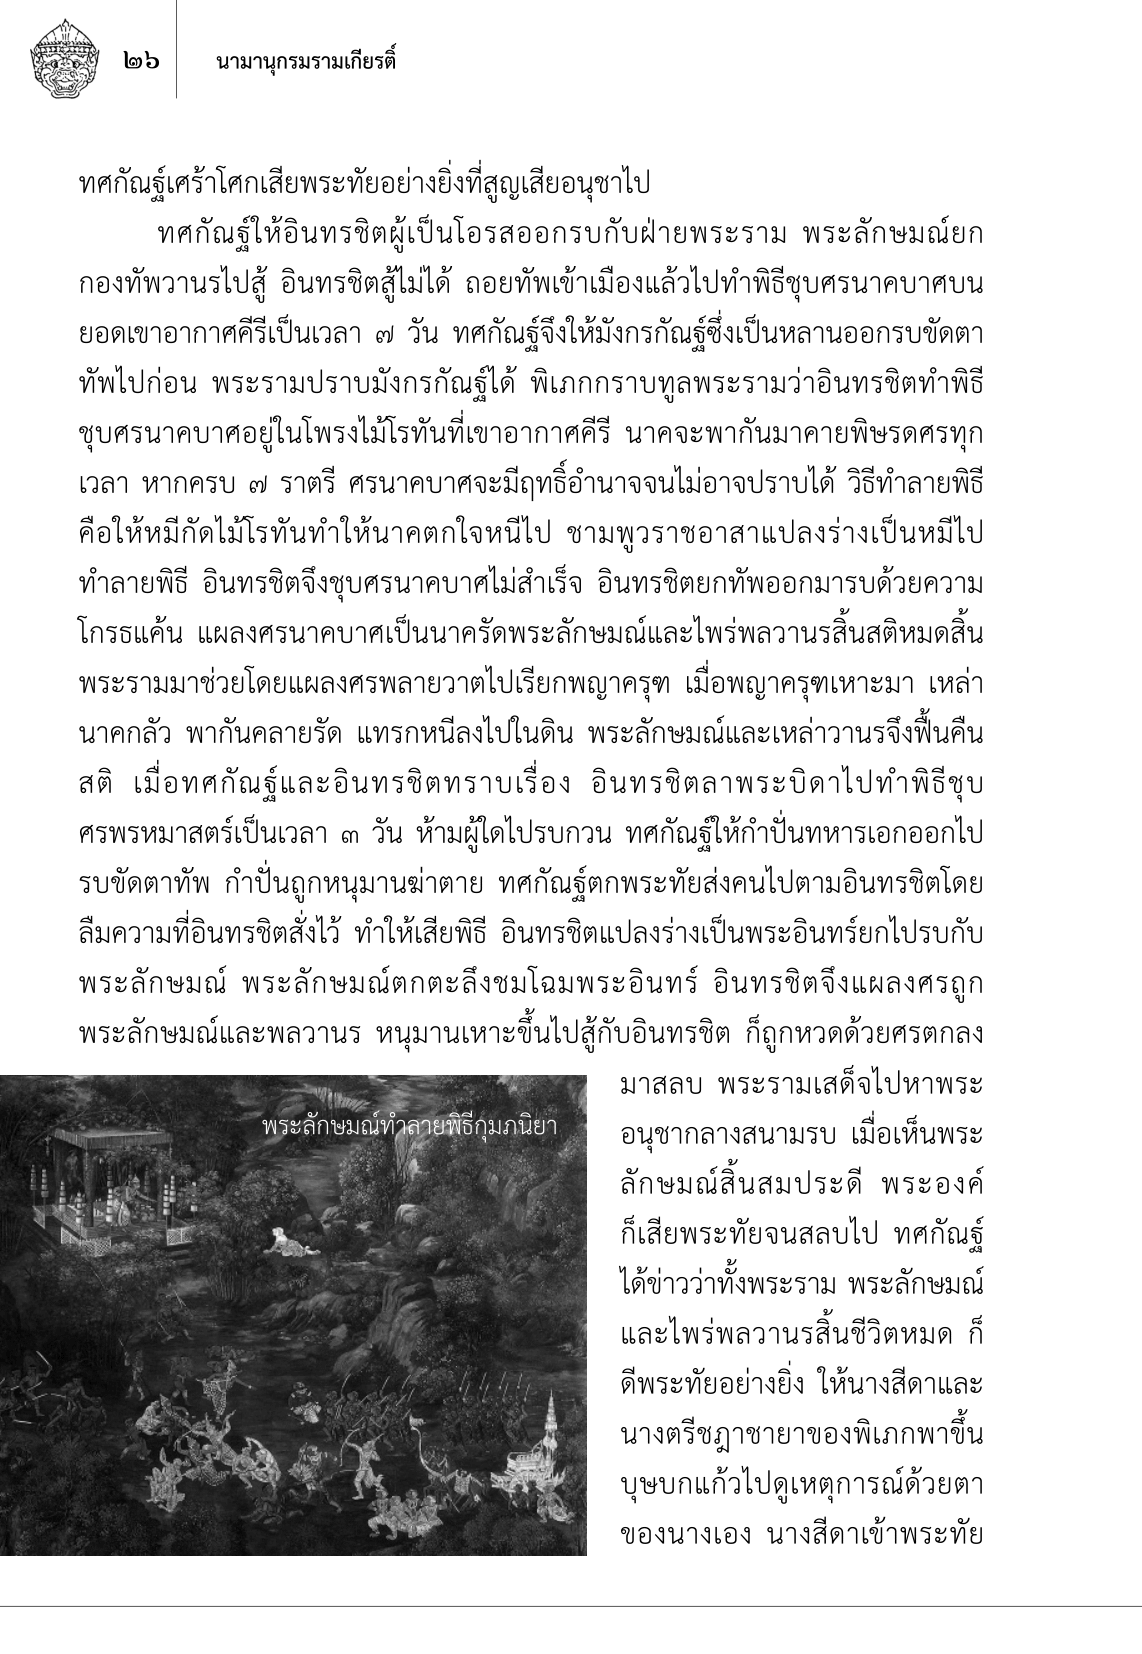 ๒๖
นามานุกรมรามเกียรติ์
ทศกัณฐ์เศร้าโศกเสียพระทัยอย่างยิ่งที่สูญเสียอนุชาไป
ทศกัณฐ์ให้อินทรชิตผู้เป็นโอรสออกรบกับฝ่ายพระราม พระลักษมณ์ยก
กองทัพวานรไปสู้ อินทรชิตสู้ไม่ได้ ถอยทัพเข้าเมืองแล้วไปทำพิธีชุบศรนาคบาศบน
ยอดเขาอากาศคีรีเป็นเวลา ๗ วัน ทศกัณฐ์จึงให้มังกรกัณฐ์ซึ่งเป็นหลานออกรบขัดตา
ทัพไปก่อน พระรามปราบมังกรกัณฐ์ได้ พิเภกกราบทูลพระรามว่าอินทรชิตทำพิธี
ชุบศรนาคบาศอยู่ในโพรงไม้โรทันที่เขาอากาศคีรี นาคจะพากันมาคายพิษรดศรทุก
เวลา หากครบ ๗ ราตรี ศรนาคบาศจะมีฤทธิ์อำนาจจนไม่อาจปราบได้ วิธีทำลายพิธี
คือให้หมีกัดไม้โรทันทำให้นาคตกใจหนีไป ชามพูวราชอาสาแปลงร่างเป็นหมีไป
ทำลายพิธี อินทรชิตจึงชุบศรนาคบาศไม่สำเร็จ อินทรชิตยกทัพออกมารบด้วยความ
โกรธแค้น แผลงศรนาคบาศเป็นนาครัดพระลักษมณ์และไพร่พลวานรสิ้นสติหมดสิ้น
พระรามมาช่วยโดยแผลงศรพลายวาตไปเรียกพญาครุฑ เมื่อพญาครุฑเหาะมา เหล่า
นาคกลัว พากันคลายรัด แทรกหนีลงไปในดิน พระลักษมณ์และเหล่าวานรจึงฟื้นคืน
สติ เมื่อทศกัณฐ์และอินทรชิตทราบเรื่อง อินทรชิตลาพระบิดาไปทำพิธีชุบ
ศรพรหมาสตร์เป็นเวลา ๓ วัน ห้ามผู้ใดไปรบกวน ทศกัณฐ์ให้กำปั่นทหารเอกออกไป
รบขัดตาทัพ กำปั่นถูกหนุมานฆ่าตาย ทศกัณฐ์ตกพระทัยส่งคนไปตามอินทรชิตโดย
ลืมความที่อินทรชิตสั่งไว้ ทำให้เสียพิธี อินทรชิตแปลงร่างเป็นพระอินทร์ยกไปรบกับ
พระลักษมณ์ พระลักษมณ์ตกตะลึงชมโฉมพระอินทร์ อินทรชิตจึงแผลงศรถูก
พระลักษมณ์และพลวานร หนุมานเหาะขึ้นไปสู้กับอินทรชิต ก็ถูกหวดด้วยศรตกลง
มาสลบ พระรามเสด็จไปหาพระ
อนุชากลางสนามรบ เมื่อเห็นพระ
ลักษมณ์สิ้นสมประดี พระองค์
ก็เสียพระทัยจนสลบไป ทศกัณฐ์
ได้ข่าวว่าทั้งพระราม พระลักษมณ์
และไพร่พลวานรสิ้นชีวิตหมด ก็
ดีพระทัยอย่างยิ่ง ให้นางสีดาและ
นางตรีชฎาชายาของพิเภกพาขึ้น
บุษบกแก้วไปดูเหตุการณ์ด้วยตา
ของนางเอง นางสีดาเข้าพระทัย
พระลักษมณ์ทำลายพิธีกุมภนิยา